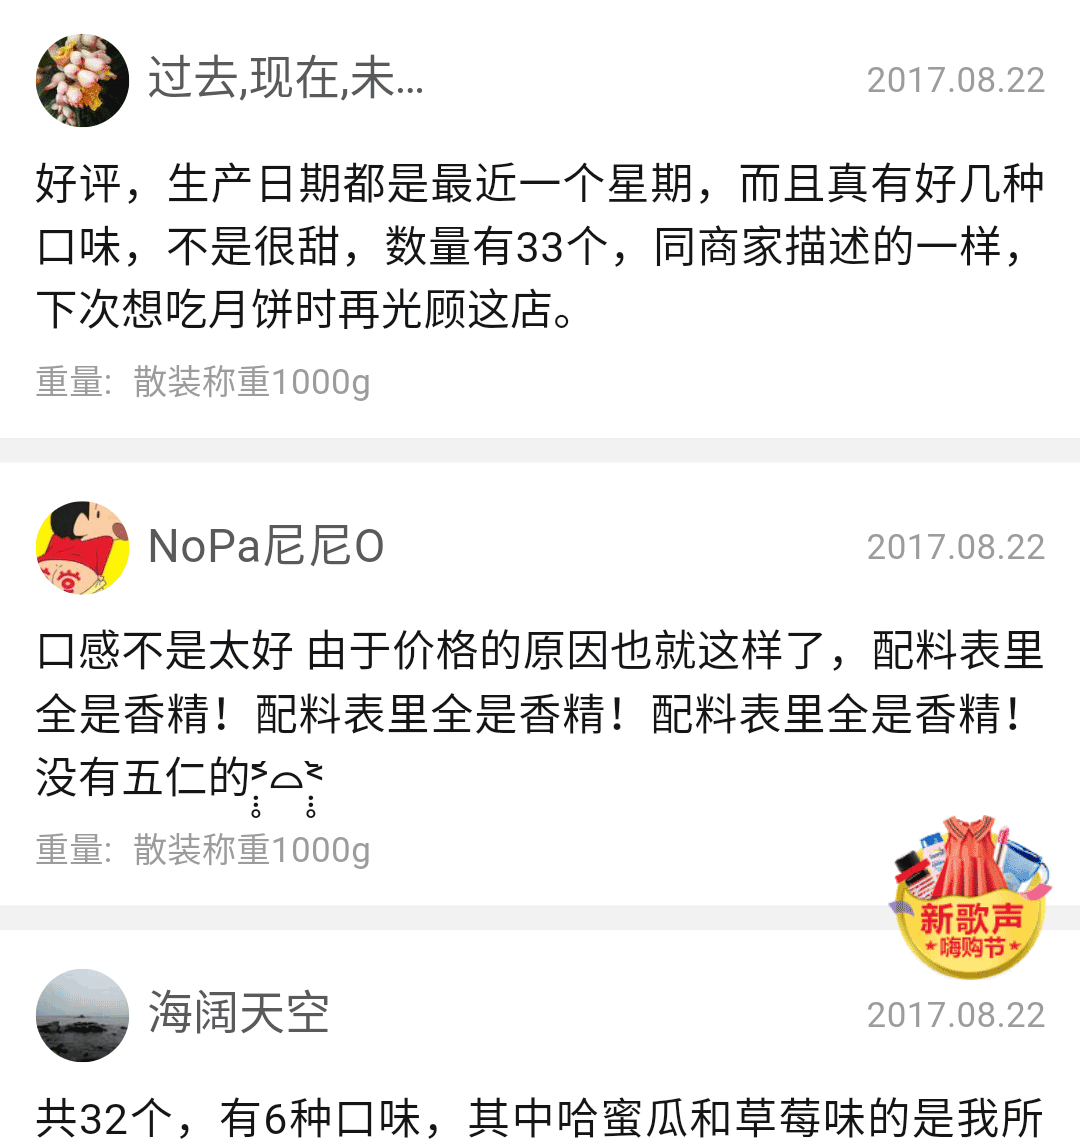 过去,现在,未...
2017.08.22
好评，生产日期都是最近一个星期，而且真有好几种
口味，不是很甜，数量有33个，同商家描述的一样，
下次想吃月饼时再光顾这店。
重量: 散装称重1000g
NoPa尼尼O
2017.08.22
口感不是太好 由于价格的原因也就这样了，配料表里
全是香精！配料表里全是香精！配料表里全是香精！
没有五仁的
重量: 散装称重1000g
新歌声
嗨购节
海阔天空
2017.08.22
共32个，有6种口味，其中哈蜜瓜和草莓味的是我所